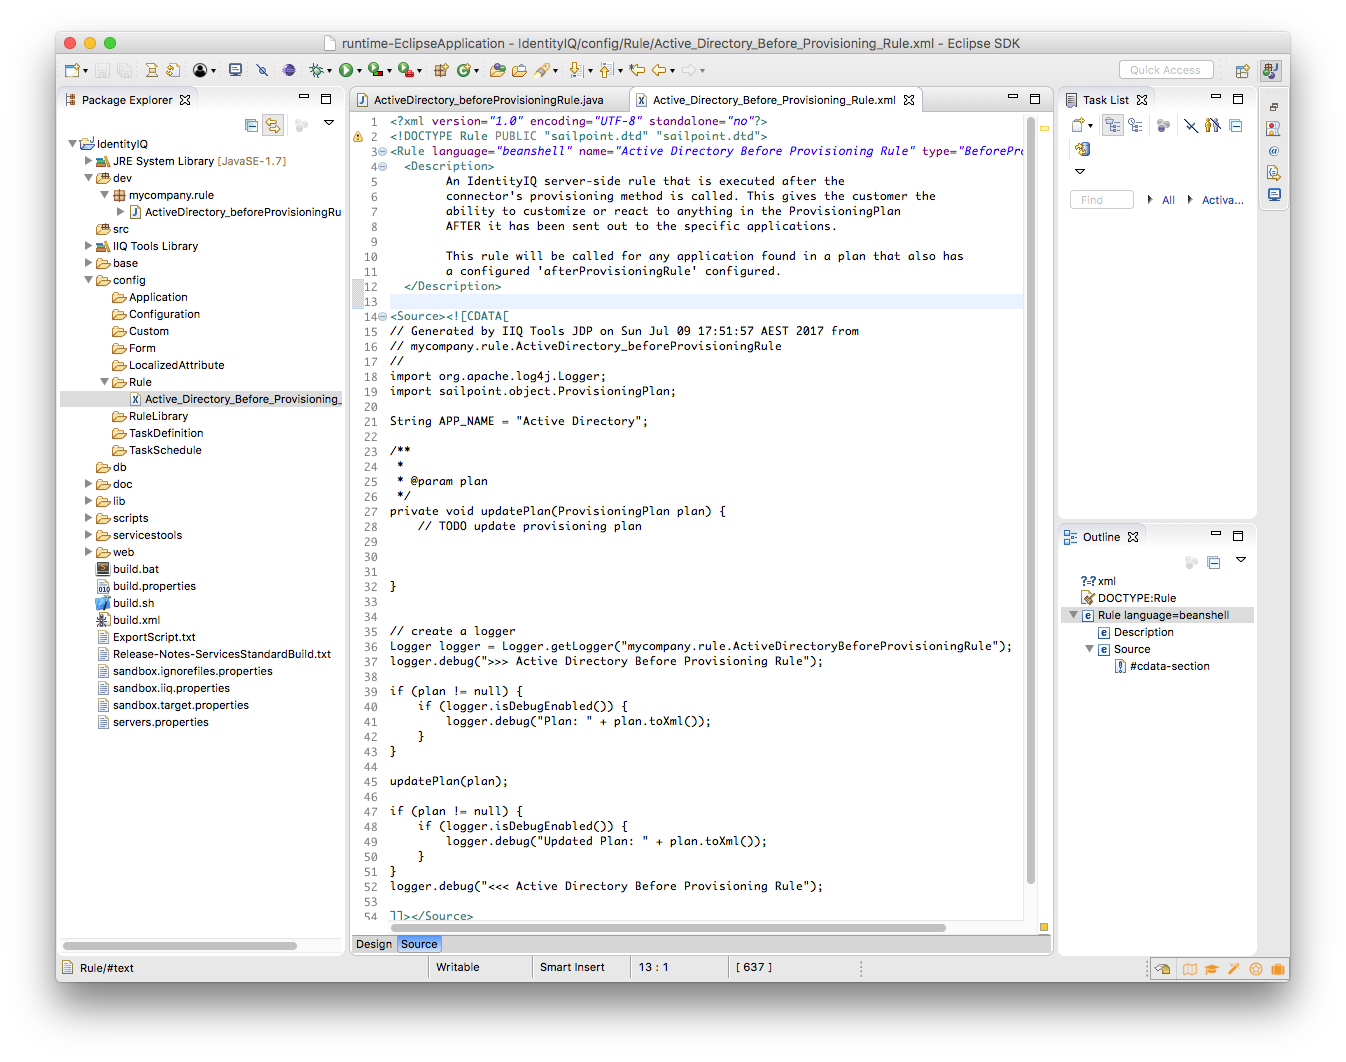 runtime-EclipseApplication - IdentityIQ/config/Rule/Active_Directory_Before_Provisioning_Rule.xml - Eclipse SDK
Quick Access
Package Explorer
IdentityIQ
JRE System Library [JavaSE-1.7]
dev
mycompany.rule
ActiveDirectory_beforeProvisioningRu
src
IIQ Tools Library
base
config
Application
Configuration
Custom
Form
LocalizedAttribute
Rule
Active_Directory_Before_Provisioning_
RuleLibrary
TaskDefinition
TaskSchedule
db
doc
lib
scripts
servicestools
web
build.bat
build.properties
build.sh
build.xml
ExportScript.txt
Release-Notes-ServicesStandardBuild.txt
sandbox.ignorefiles.properties
sandbox.iiq.properties
sandbox.target.properties
servers.properties
ActiveDirectory_beforeProvisioningRule.java
Active_Directory_Before_Provisioning_Rule.xml
1 <?xml version="1.0" encoding="UTF-8" standalone="no"?>
2 <!DOCTYPE Rule PUBLIC "sailpoint.dtd" "sailpoint.dtd">
3 <Rule language="beanshell" name="Active Directory Before Provisioning Rule" type="BeforePro
4 <Description>
5 An IdentityIQ server-side rule that is executed after the
6 connector's provisioning method is called. This gives the customer the
7 ability to customize or react to anything in the ProvisioningPlan
8 AFTER it has been sent out to the specific applications.
9
10 This rule will be called for any application found in a plan that also has
11 a configured 'afterProvisioningRule' configured.
12 </Description>
13
14 <Source><![CDATA[
15 // Generated by IIQ Tools JDP on Sun Jul 09 17:51:57 AEST 2017 from
16 // mycompany.rule.ActiveDirectory_beforeProvisioningRule
17 //
18 import org.apache.log4j.Logger;
19 import sailpoint.object.ProvisioningPlan;
20
21 String APP_NAME = "Active Directory";
22
23 /**
24 *
25 * @param plan
26 */
27 private void updatePlan(ProvisioningPlan plan) {
28 // TODO update provisioning plan
29
30
31
32 }
33
34
35 // create a logger
36 Logger logger = Logger.getLogger("mycompany.rule.ActiveDirectoryBeforeProvisioningRule");
37 logger.debug(">>> Active Directory Before Provisioning Rule");
38
39 if (plan != null) {
40 if (logger.isDebugEnabled()) {
41 logger.debug("Plan: " + plan.toXml());
42 }
43 }
44
45 updatePlan(plan);
46
47 if (plan != null) {
48 if (logger.isDebugEnabled()) {
49 logger.debug("Updated Plan: " + plan.toXml());
50 }
51 }
52 logger.debug("<<< Active Directory Before Provisioning Rule");
53
54 ]]></Source>
Design Source
Task List
Find
All
Activa...
Outline
?=? xml
DOCTYPE:Rule
Rule language=beanshell
Description
Source
#cdata-section
Rule/#text
Writable
Smart Insert
13 : 1
[ 637 ]